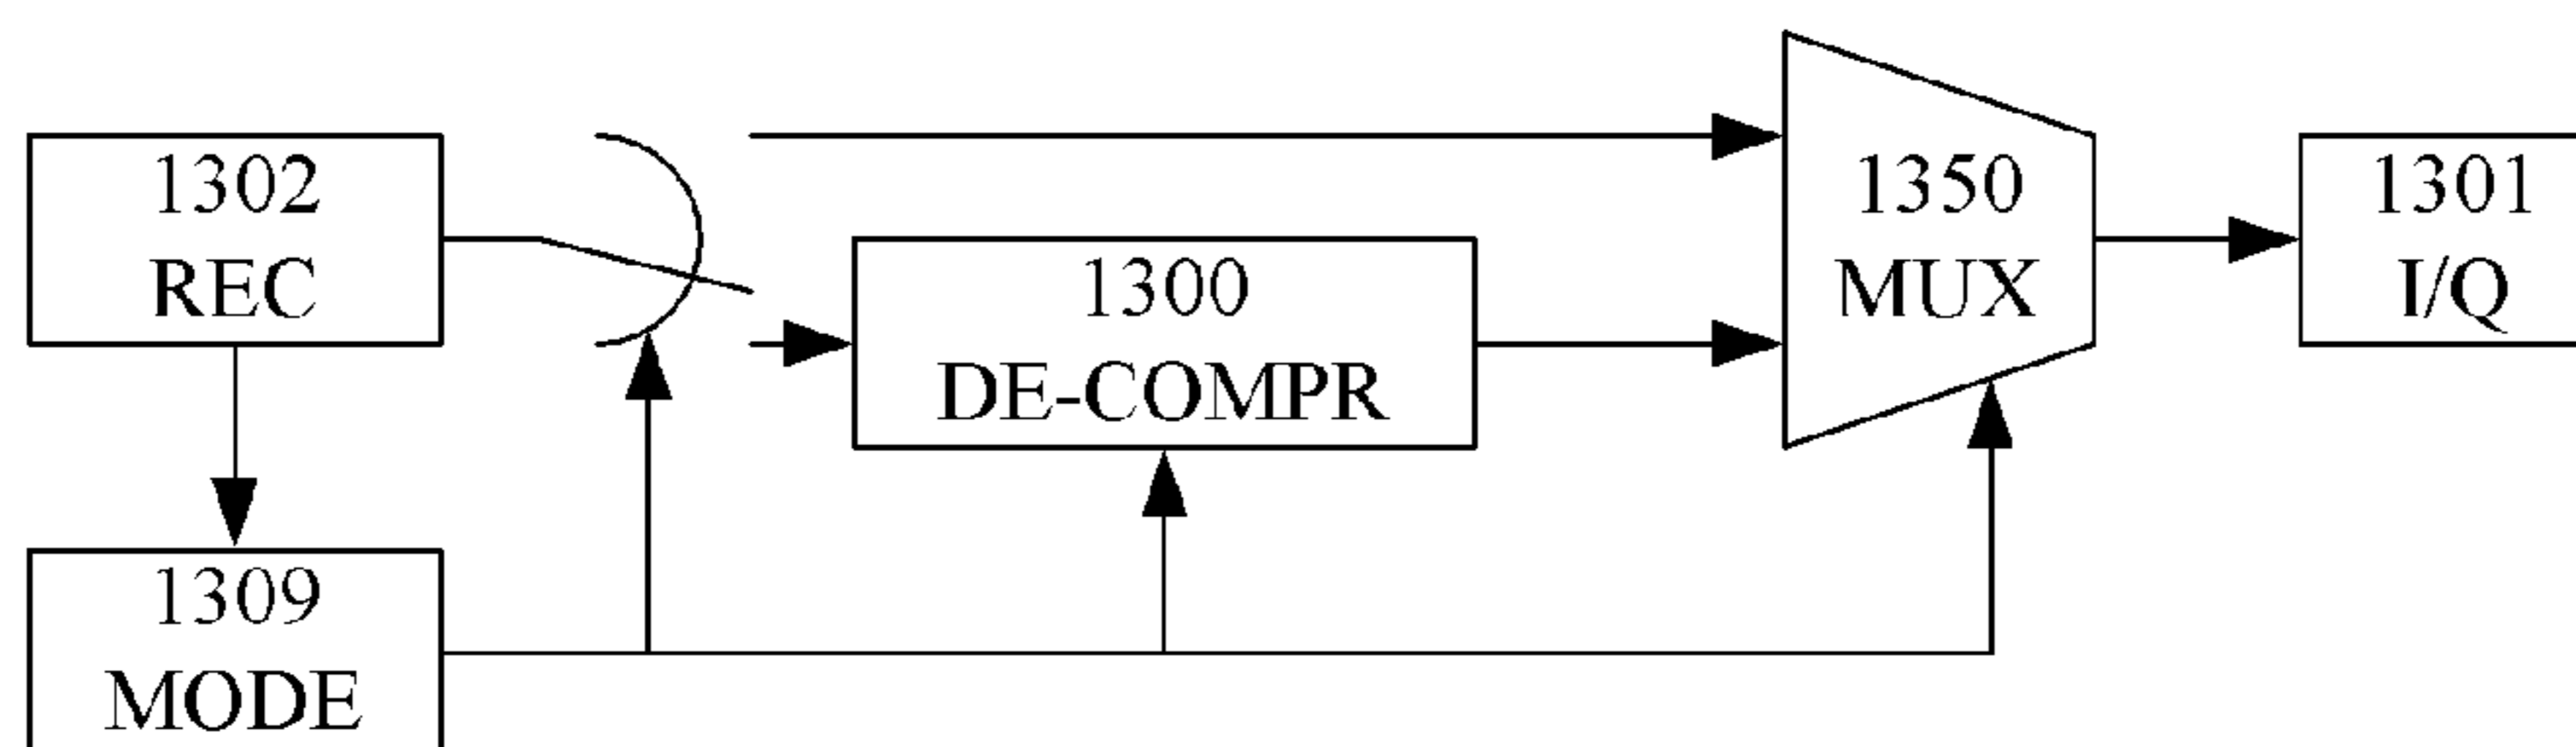 1302
REC
1300
DE-COMPR
1350
MUX
1301
I/Q
1309
MODE